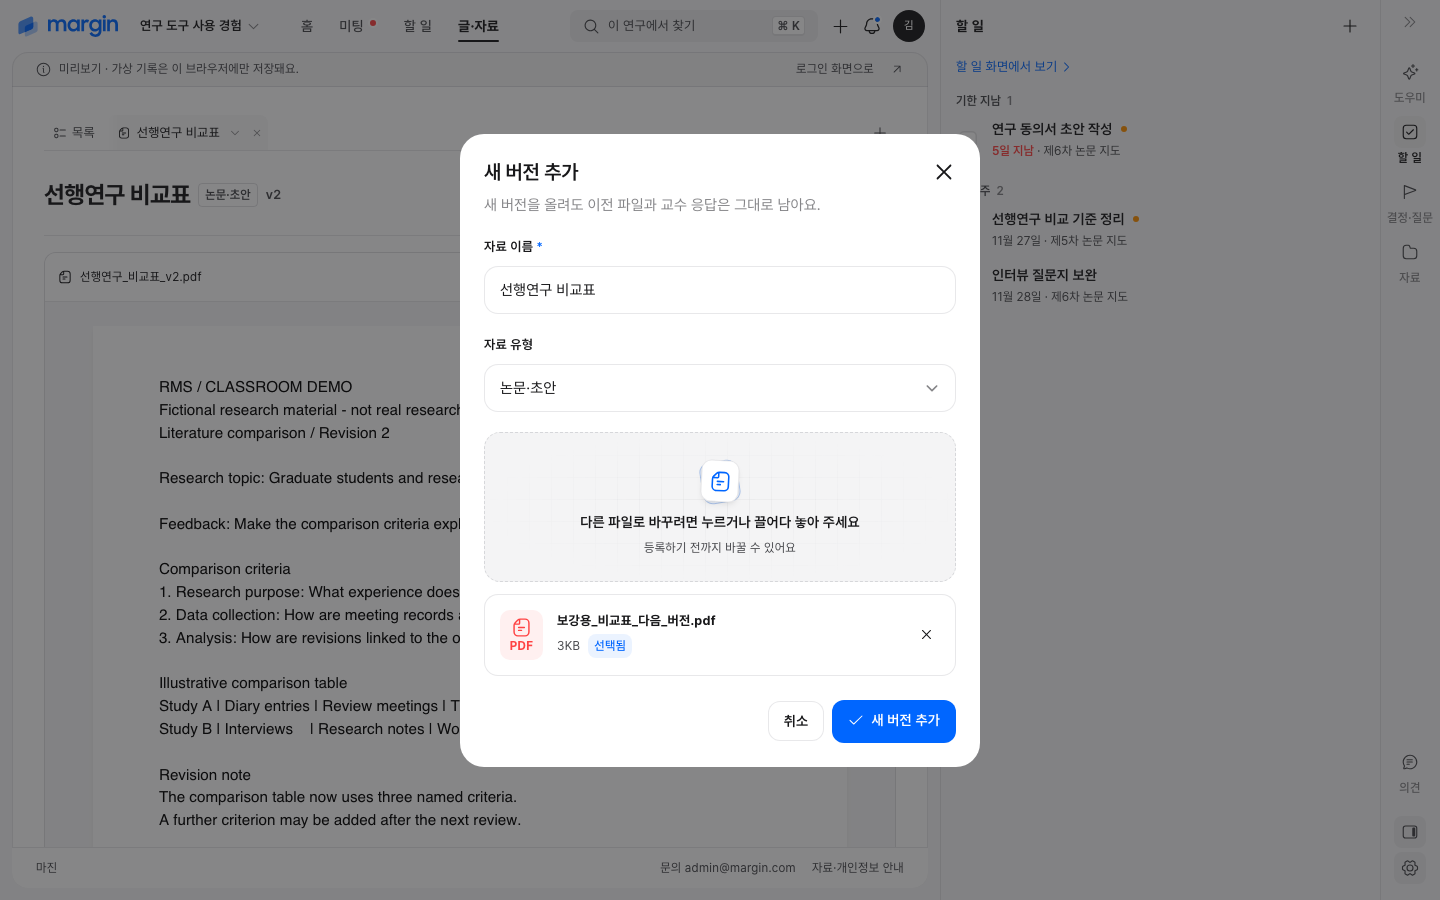 margin
연구 도구 사용 경험
홈
미팅
할 일
글·자료
이 연구에서 찾기
⌘ K
김
미리보기 · 가상 기록은 이 브라우저에만 저장돼요.
로그인 화면으로
목록
선행연구 비교표
선행연구 비교표
논문·초안
v2
선행연구_비교표_v2.pdf
RMS / CLASSROOM DEMO
Fictional research material - not real research
Literature comparison / Revision 2
Research topic: Graduate students and resea
Feedback: Make the comparison criteria expl
Comparison criteria
1. Research purpose: What experience does
2. Data collection: How are meeting records a
3. Analysis: How are revisions linked to the o
Illustrative comparison table
Study A | Diary entries | Review meetings | T
Study B | Interviews | Research notes | Wo
Revision note
The comparison table now uses three named criteria.
A further criterion may be added after the next review.
마진
문의 admin@margin.com
자료·개인정보 안내
새 버전 추가
새 버전을 올려도 이전 파일과 교수 응답은 그대로 남아요.
자료 이름 *
선행연구 비교표
자료 유형
논문·초안
다른 파일로 바꾸려면 누르거나 끌어다 놓아 주세요
등록하기 전까지 바꿀 수 있어요
PDF
보강용_비교표_다음_버전.pdf
3KB
선택됨
취소
새 버전 추가
할 일
할 일 화면에서 보기
기한 지남 1
연구 동의서 초안 작성
5일 지남 · 제6차 논문 지도
주 2
선행연구 비교 기준 정리
11월 27일 · 제5차 논문 지도
인터뷰 질문지 보완
11월 28일 · 제6차 논문 지도
도우미
할 일
결정·질문
자료
의견